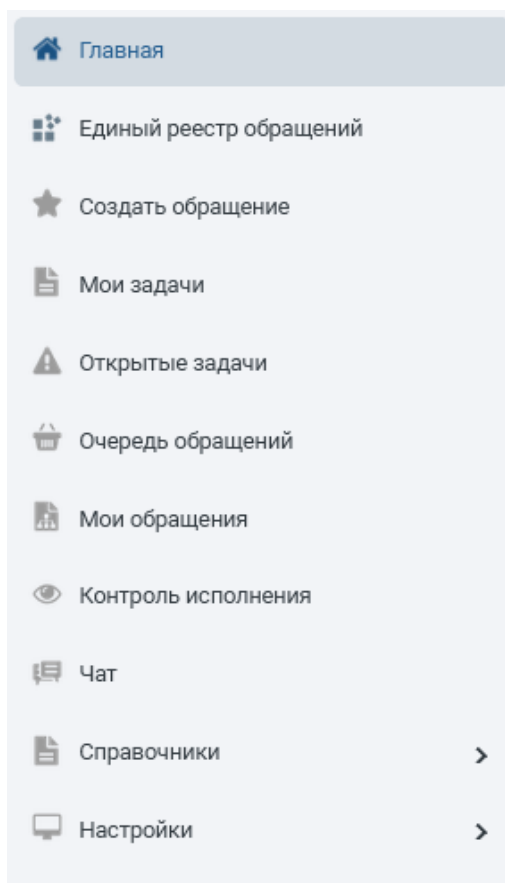 Главная
Единый реестр обращений
Создать обращение
Мои задачи
Открытые задачи
Очередь обращений
Мои обращения
Контроль исполнения
Чат
Справочники
Настройки